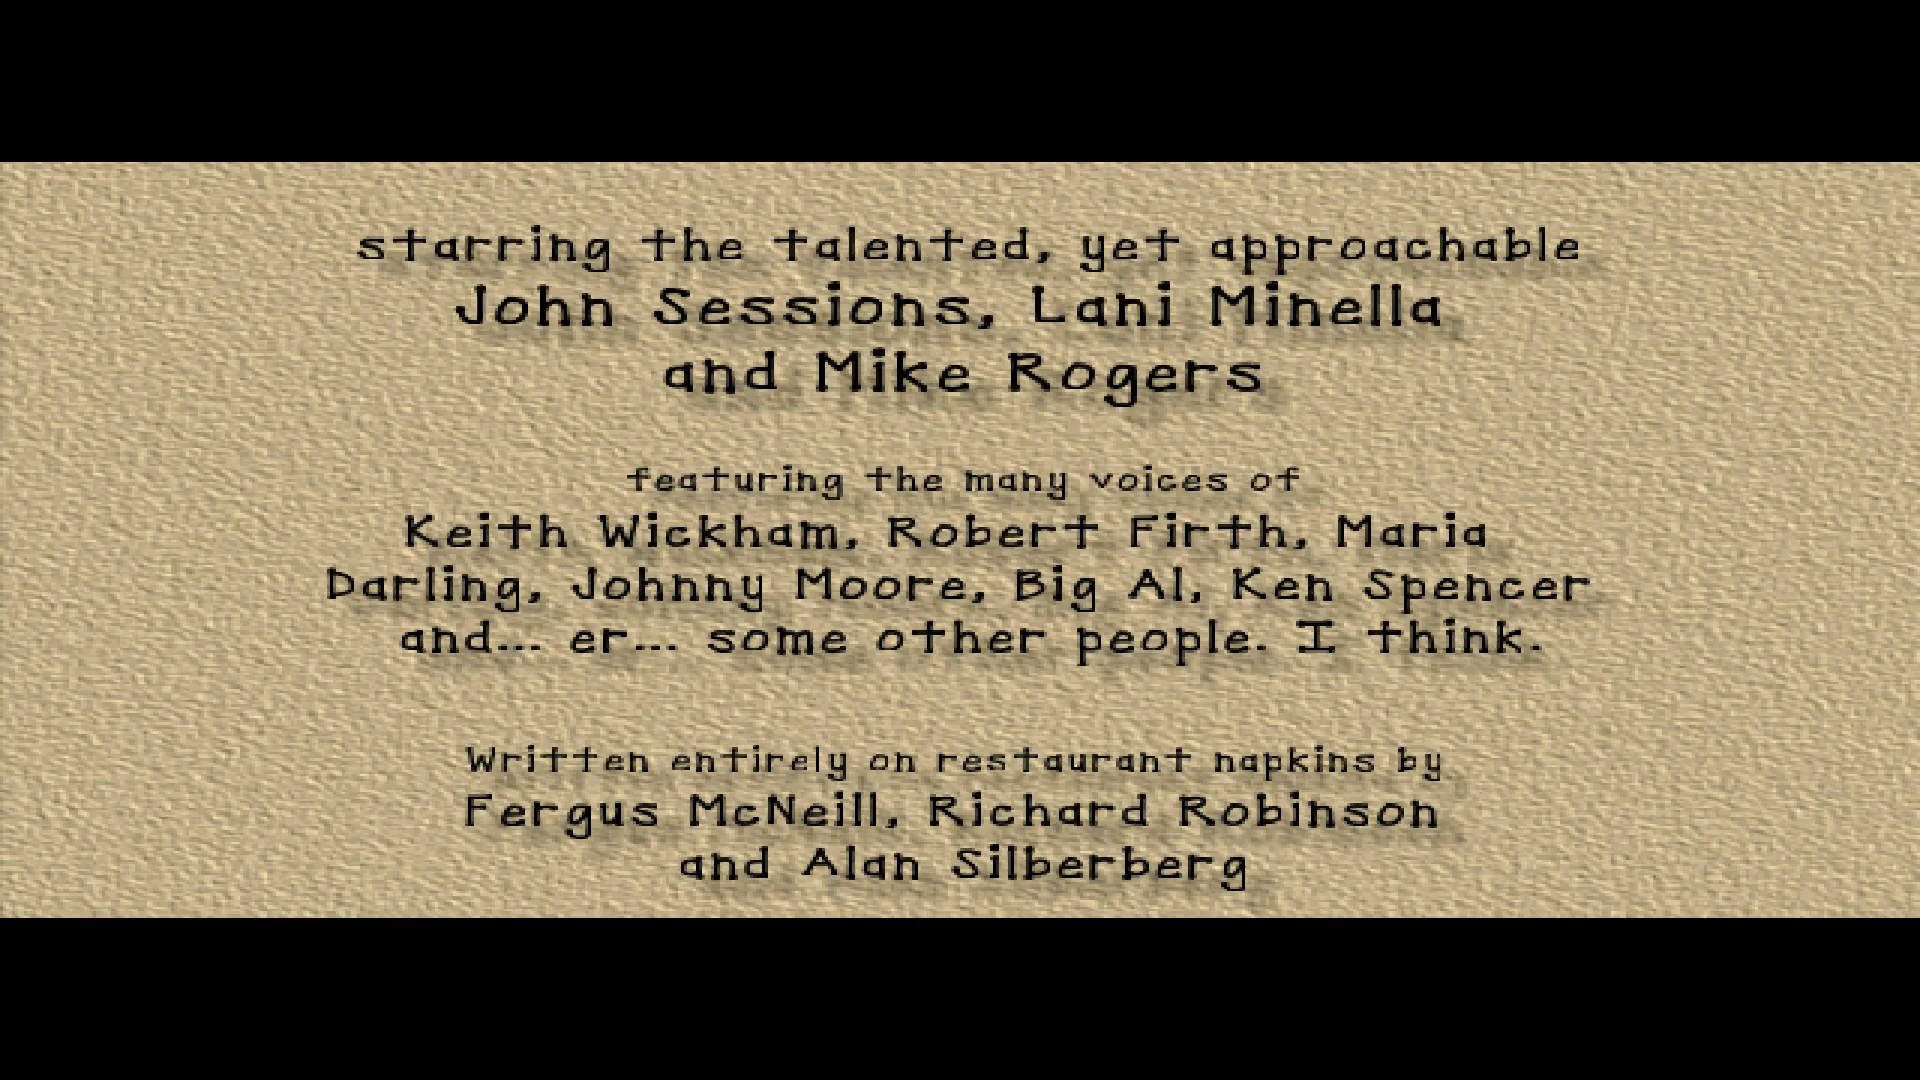 starring the talented, yet approachable
John Sessions, Lani Minella
and Mike Rogers
featuring the many voices of
Keith Wickham, Robert Firth, Maria
Darling, Johnny Moore, Big Al, Ken Spencer
and... er... some other people. I think.
Written entirely on restaurant napkins by
Fergus McNeill, Richard Robinson
and Alan Silberberg